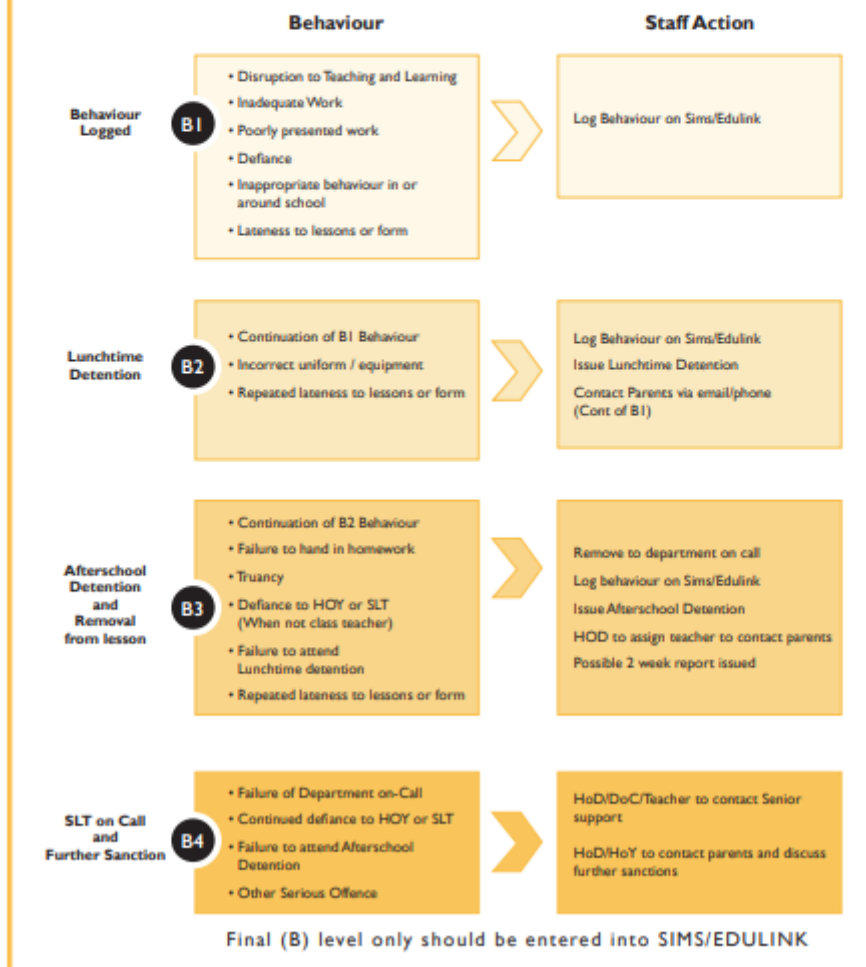 Behaviour
Staff Action
Behaviour
Logged
B1
• Disruption to Teaching and Learning
• Inadequate Work
• Poorly presented work
• Defiance
• Inappropriate behaviour in or
around school
• Lateness to lessons or form
Log Behaviour on Sims/Edulink
Lunchtime
Detention
B2
• Continuation of B1 Behaviour
• Incorrect uniform / equipment
• Repeated lateness to lessons or form
Log Behaviour on Sims/Edulink
Issue Lunchtime Detention
Contact Parents via email/phone
(Cont of B1)
Afterschool
Detention
and
Removal
from lesson
B3
• Continuation of B2 Behaviour
• Failure to hand in homework
• Truancy
• Defiance to HOY or SLT
(When not class teacher)
• Failure to attend
Lunchtime detention
• Repeated lateness to lessons or form
Remove to department on call
Log behaviour on Sims/Edulink
Issue Afterschool Detention
HOD to assign teacher to contact parents
Possible 2 week report issued
SLT on Call
and
Further Sanction
B4
• Failure of Department on-Call
• Continued defiance to HOY or SLT
• Failure to attend Afterschool
Detention
• Other Serious Offence
HoD/DoC/Teacher to contact Senior
support
HoD/HoY to contact parents and discuss
further sanctions
Final (B) level only should be entered into SIMS/EDULINK